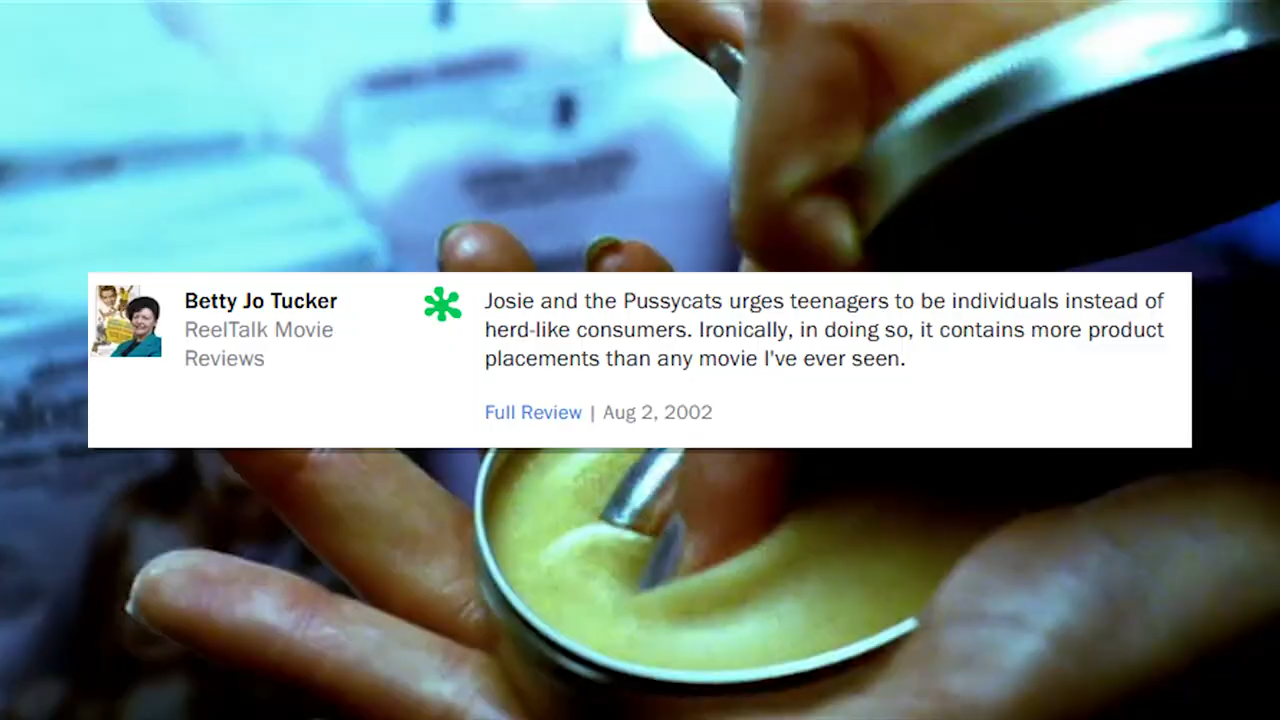 Betty Jo Tucker
ReelTalk Movie
Reviews
Josie and the Pussycats urges teenagers to be individuals instead of
herd-like consumers. Ironically, in doing so, it contains more product
placements than any movie I've ever seen.
Full Review | Aug 2, 2002